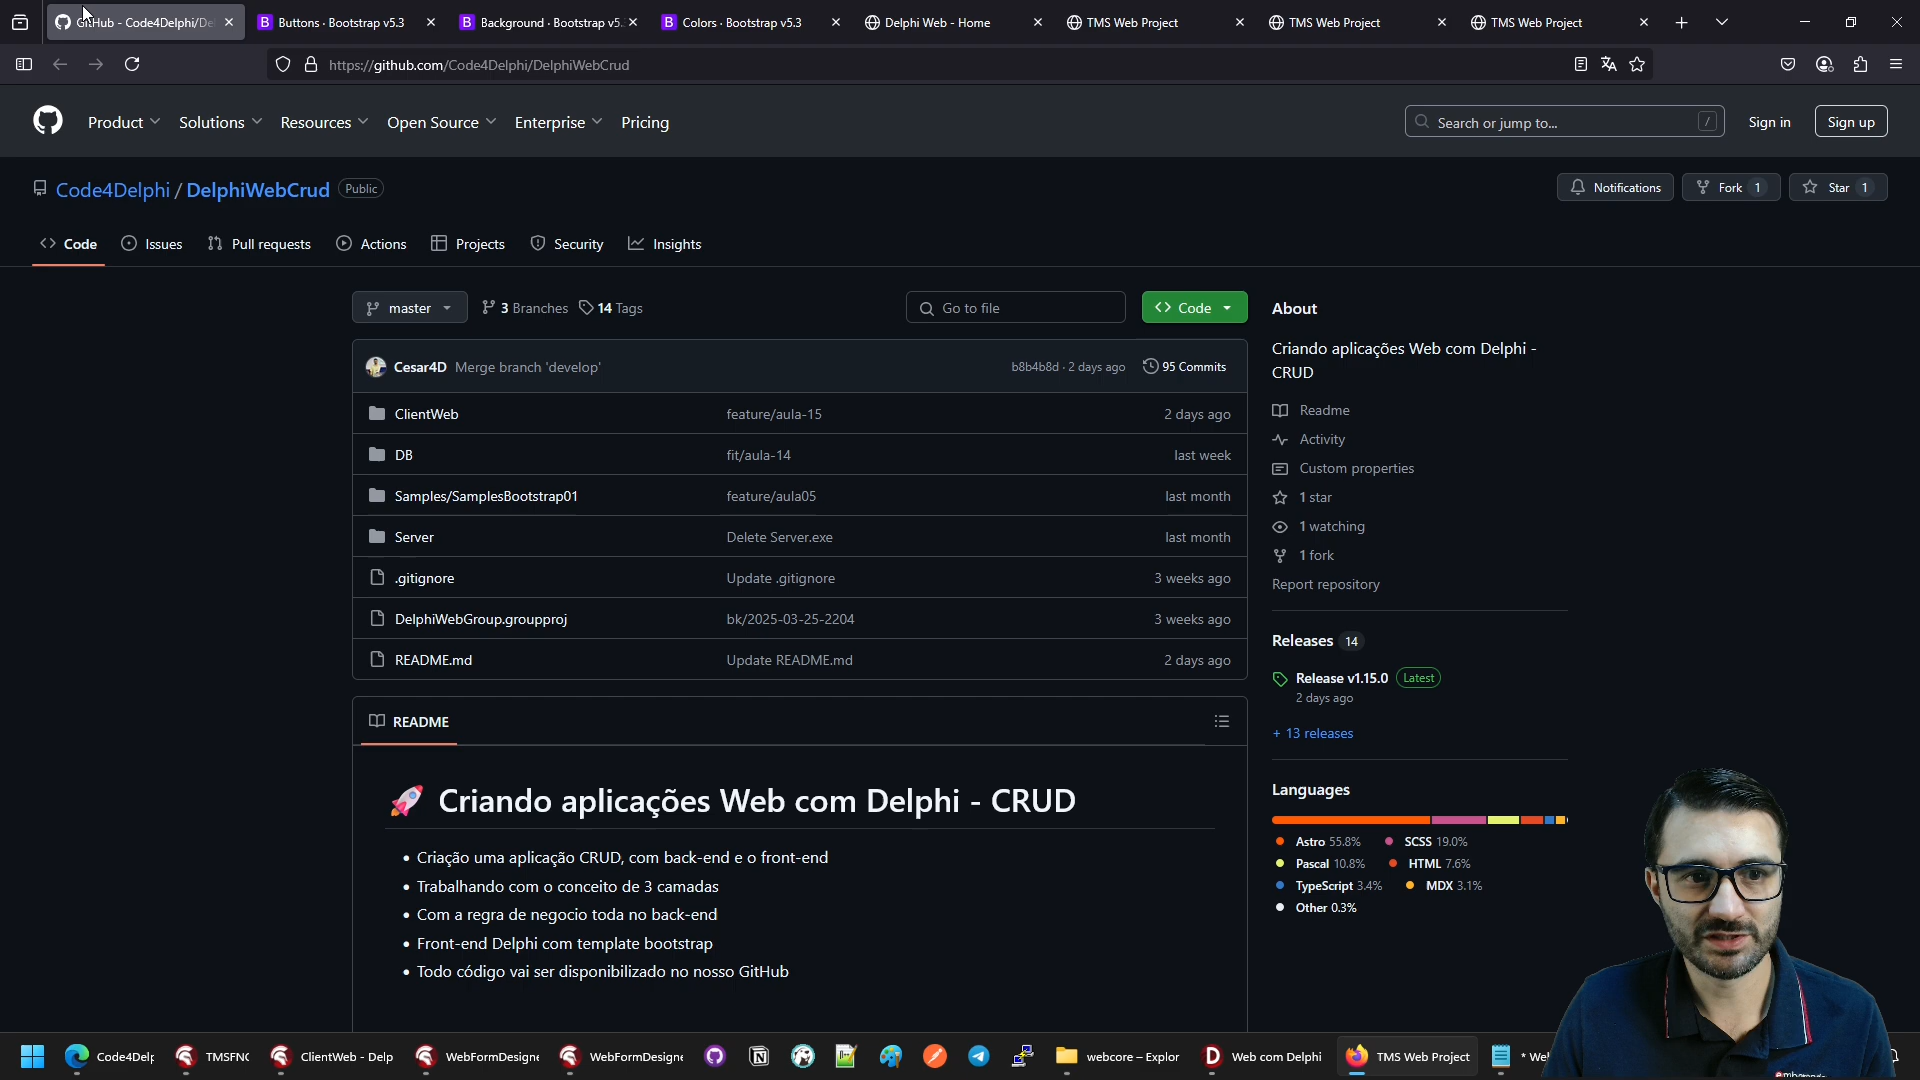 GitHub - Code4Delphi/De
Buttons · Bootstrap v5.3
Background · Bootstrap v5.
Colors · Bootstrap v5.3
Delphi Web - Home
TMS Web Project
TMS Web Project
TMS Web Project
https://github.com/Code4Delphi/DelphiWebCrud
Product Solutions Resources Open Source Enterprise Pricing
Search or jump to... /
Sign in
Sign up
Code4Delphi / DelphiWebCrud Public
Notifications
Fork 1
Star 1
Code Issues Pull requests Actions Projects Security Insights
master 3 Branches 14 Tags
Go to file
Code
Cesar4D Merge branch 'develop' b8b4b8d · 2 days ago 95 Commits
ClientWeb feature/aula-15 2 days ago
DB fit/aula-14 last week
Samples/SamplesBootstrap01 feature/aula05 last month
Server Delete Server.exe last month
.gitignore Update .gitignore 3 weeks ago
DelphiWebGroup.groupproj bk/2025-03-25-2204 3 weeks ago
README.md Update README.md 2 days ago
README
🚀 Criando aplicações Web com Delphi - CRUD
• Criação uma aplicação CRUD, com back-end e o front-end
• Trabalhando com o conceito de 3 camadas
• Com a regra de negocio toda no back-end
• Front-end Delphi com template bootstrap
• Todo código vai ser disponibilizado no nosso GitHub
About
Criando aplicações Web com Delphi -
CRUD
Readme
Activity
Custom properties
1 star
1 watching
1 fork
Report repository
Releases 14
Release v1.15.0 Latest
2 days ago
+ 13 releases
Languages
Astro 55.8% SCSS 19.0%
Pascal 10.8% HTML 7.6%
TypeScript 3.4% MDX 3.1%
Other 0.3%
Code4Delp
TMSFNC
ClientWeb - Delp
WebFormDesigne
WebFormDesigne
webcore – Explor
Web com Delphi
TMS Web Project